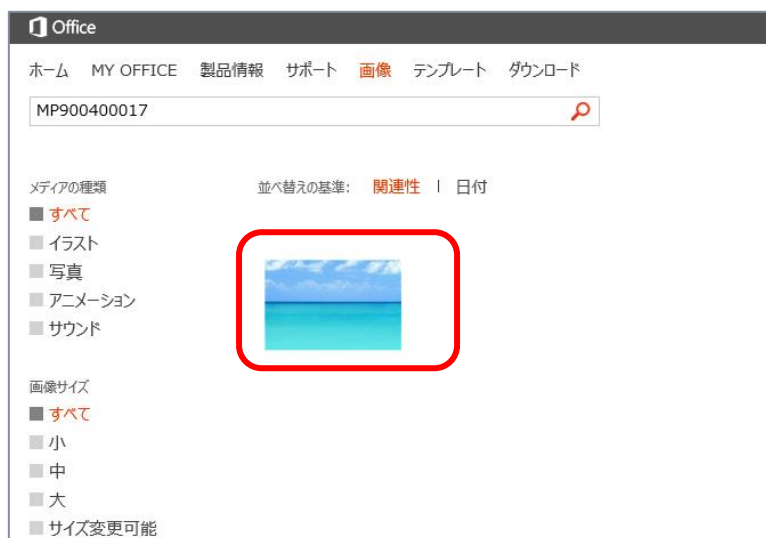 Office
ホーム MY OFFICE 製品情報 サポート 画像 テンプレート ダウンロード
MP900400017
メディアの種類
すべて
イラスト
写真
アニメーション
サウンド
並べ替えの基準: 関連性 | 日付
画像サイズ
すべて
小
中
大
サイズ変更可能